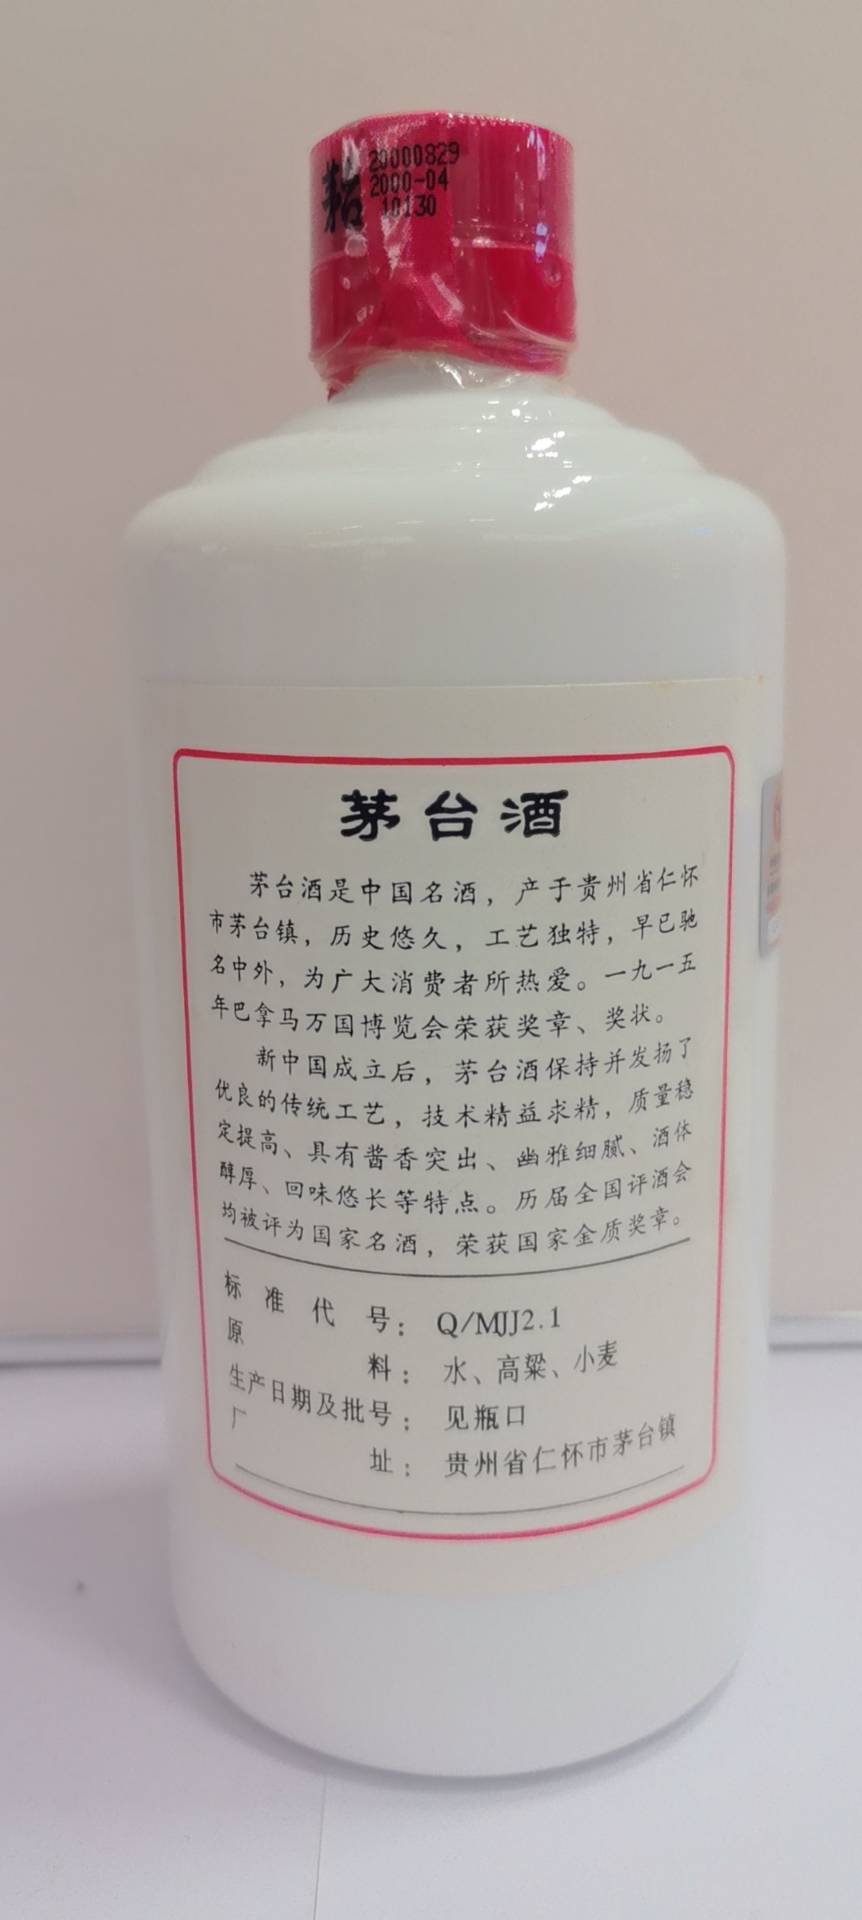 20000829
2000-04
10130
茅台酒
茅台酒是中国名酒，产于贵州省仁怀
市茅台镇，历史悠久，工艺独特，早已驰
名中外，为广大消费者所热爱。一九一五
年巴拿马万国博览会荣获奖章、奖状。
新中国成立后，茅台酒保持并发扬了
优良的传统工艺，技术精益求精，质量稳
定提高、具有酱香突出、幽雅细腻、酒体
醇厚、回味悠长等特点。历届全国评酒会
均被评为国家名酒，荣获国家金质奖章。
标准代号：Q/MJJ2.1
原料：水、高粱、小麦
生产日期及批号：见瓶口
厂址：贵州省仁怀市茅台镇